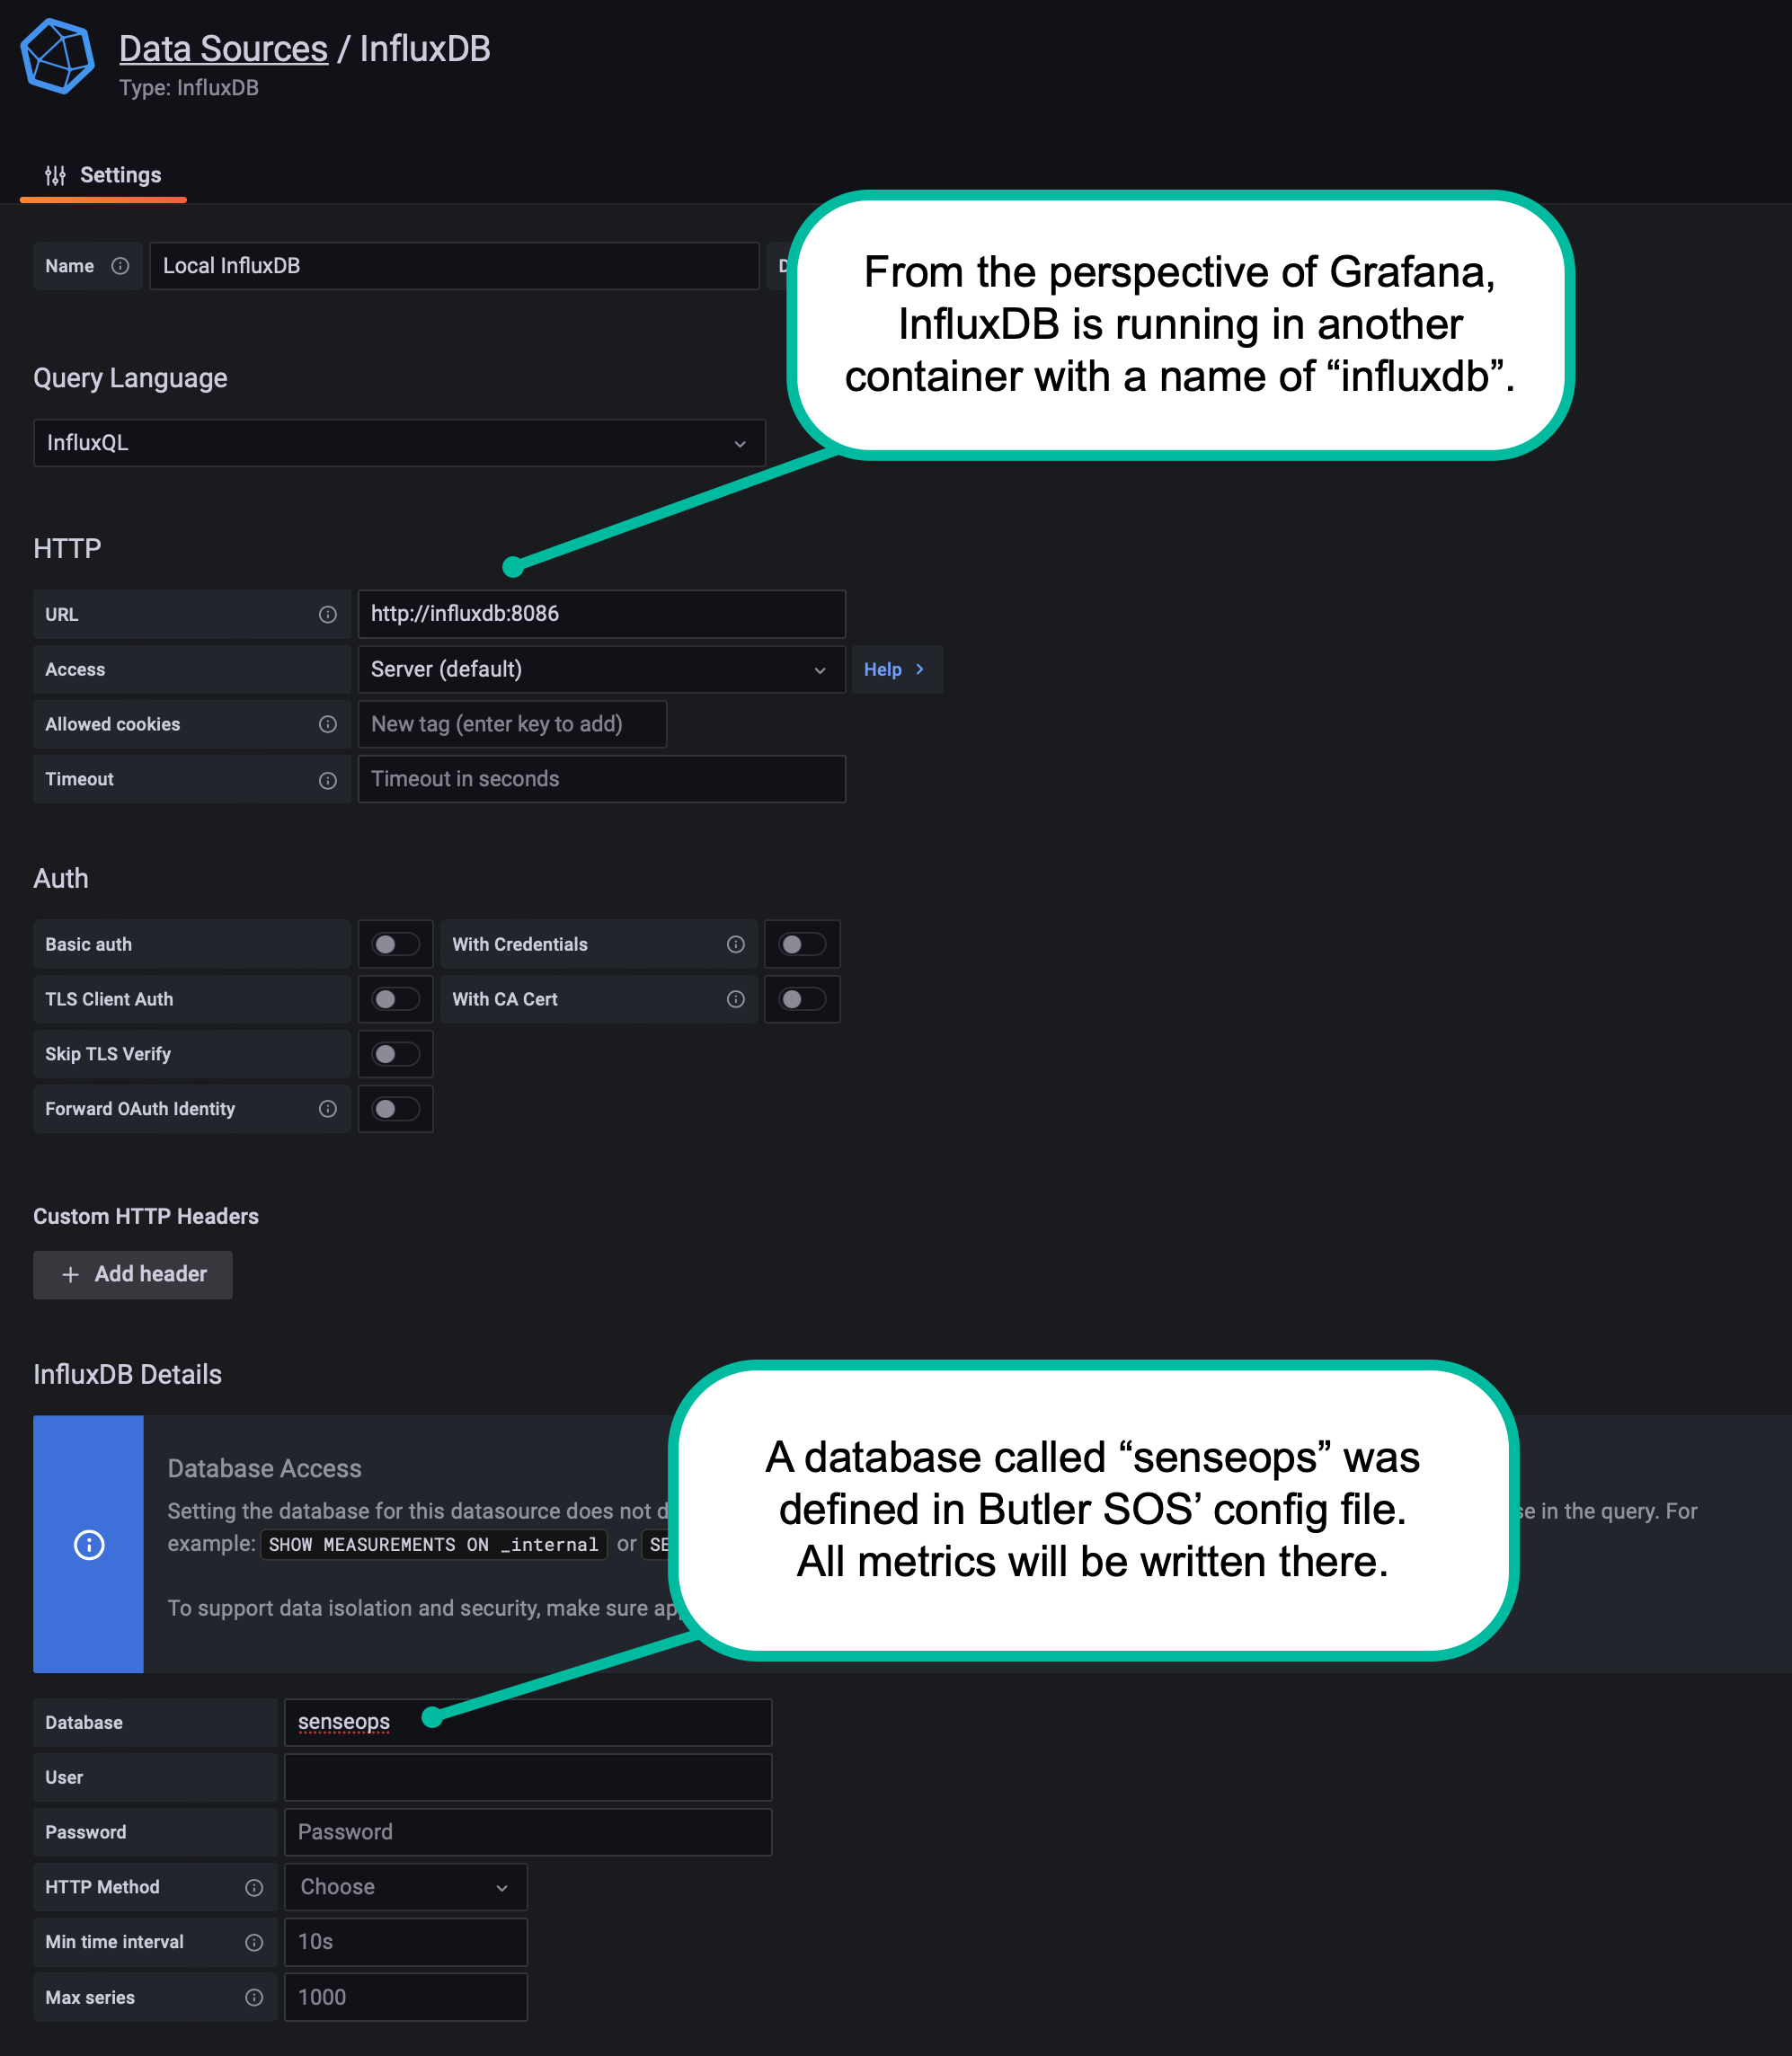 Data Sources / InfluxDB
Type: InfluxDB
Settings
Name
Local InfluxDB
From the perspective of Grafana,
InfluxDB is running in another
container with a name of “influxdb”.
Query Language
InfluxQL
HTTP
URL
http://influxdb:8086
Access
Server (default)
Help
Allowed cookies
New tag (enter key to add)
Timeout
Timeout in seconds
Auth
Basic auth
With Credentials
TLS Client Auth
With CA Cert
Skip TLS Verify
Forward OAuth Identity
Custom HTTP Headers
+ Add header
InfluxDB Details
A database called “senseops” was
defined in Butler SOS’ config file.
All metrics will be written there.
Database Access
Setting the database for this datasource does not in the query. For
example: SHOW MEASUREMENTS ON _internal or
To support data isolation and security, make sure
Database
senseops
User
Password
Password
HTTP Method
Choose
Min time interval
10s
Max series
1000